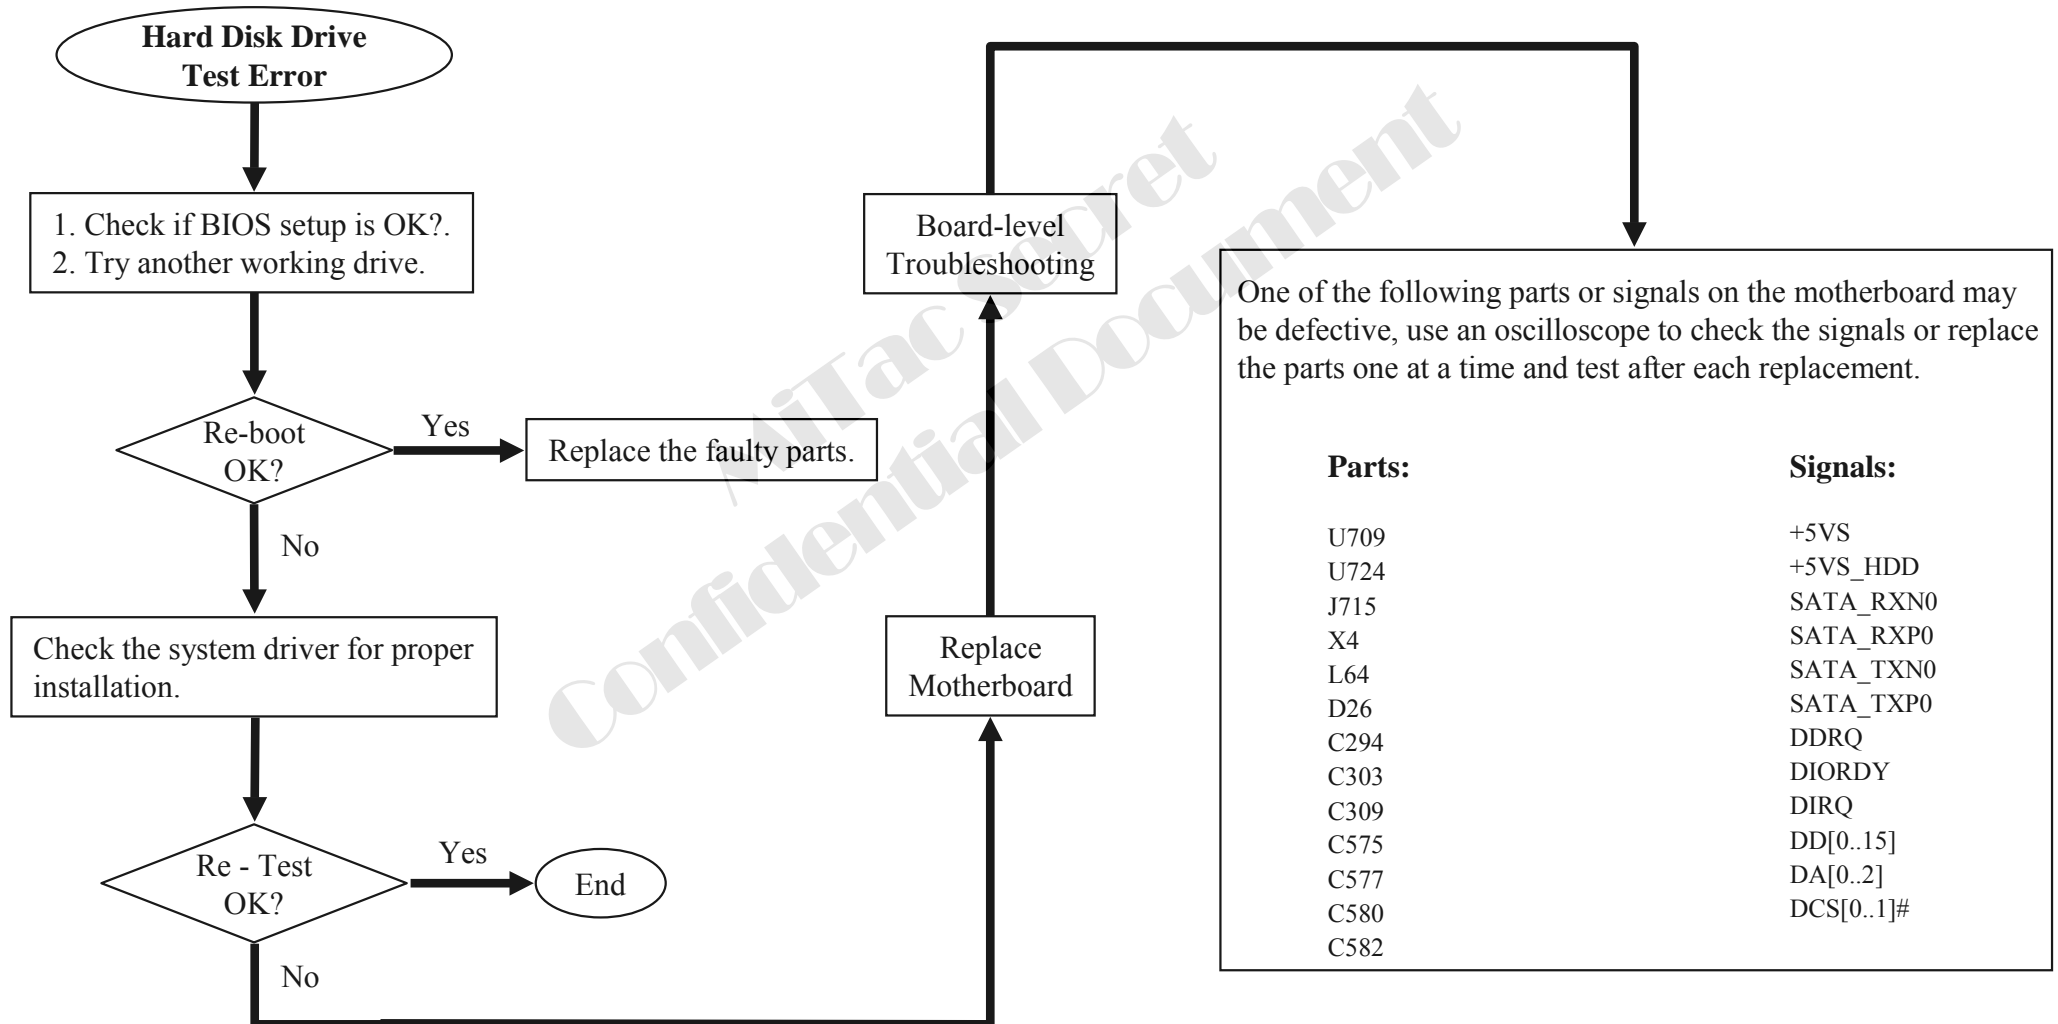 Hard Disk Drive
Test Error
1. Check if BIOS setup is OK?.
2. Try another working drive.
Re-boot
OK?
Yes
Replace the faulty parts.
No
Check the system driver for proper
installation.
Re - Test
OK?
Yes
End
No
Replace
Motherboard
Board-level
Troubleshooting
One of the following parts or signals on the motherboard may
be defective, use an oscilloscope to check the signals or replace
the parts one at a time and test after each replacement.
Parts:
U709
U724
J715
X4
L64
D26
C294
C303
C309
C575
C577
C580
C582
Signals:
+5VS
+5VS_HDD
SATA_RXN0
SATA_RXP0
SATA_TXN0
SATA_TXP0
DDRQ
DIORDY
DIRQ
DD[0..15]
DA[0..2]
DCS[0..1]#
MiTac Secret
Confidential Document